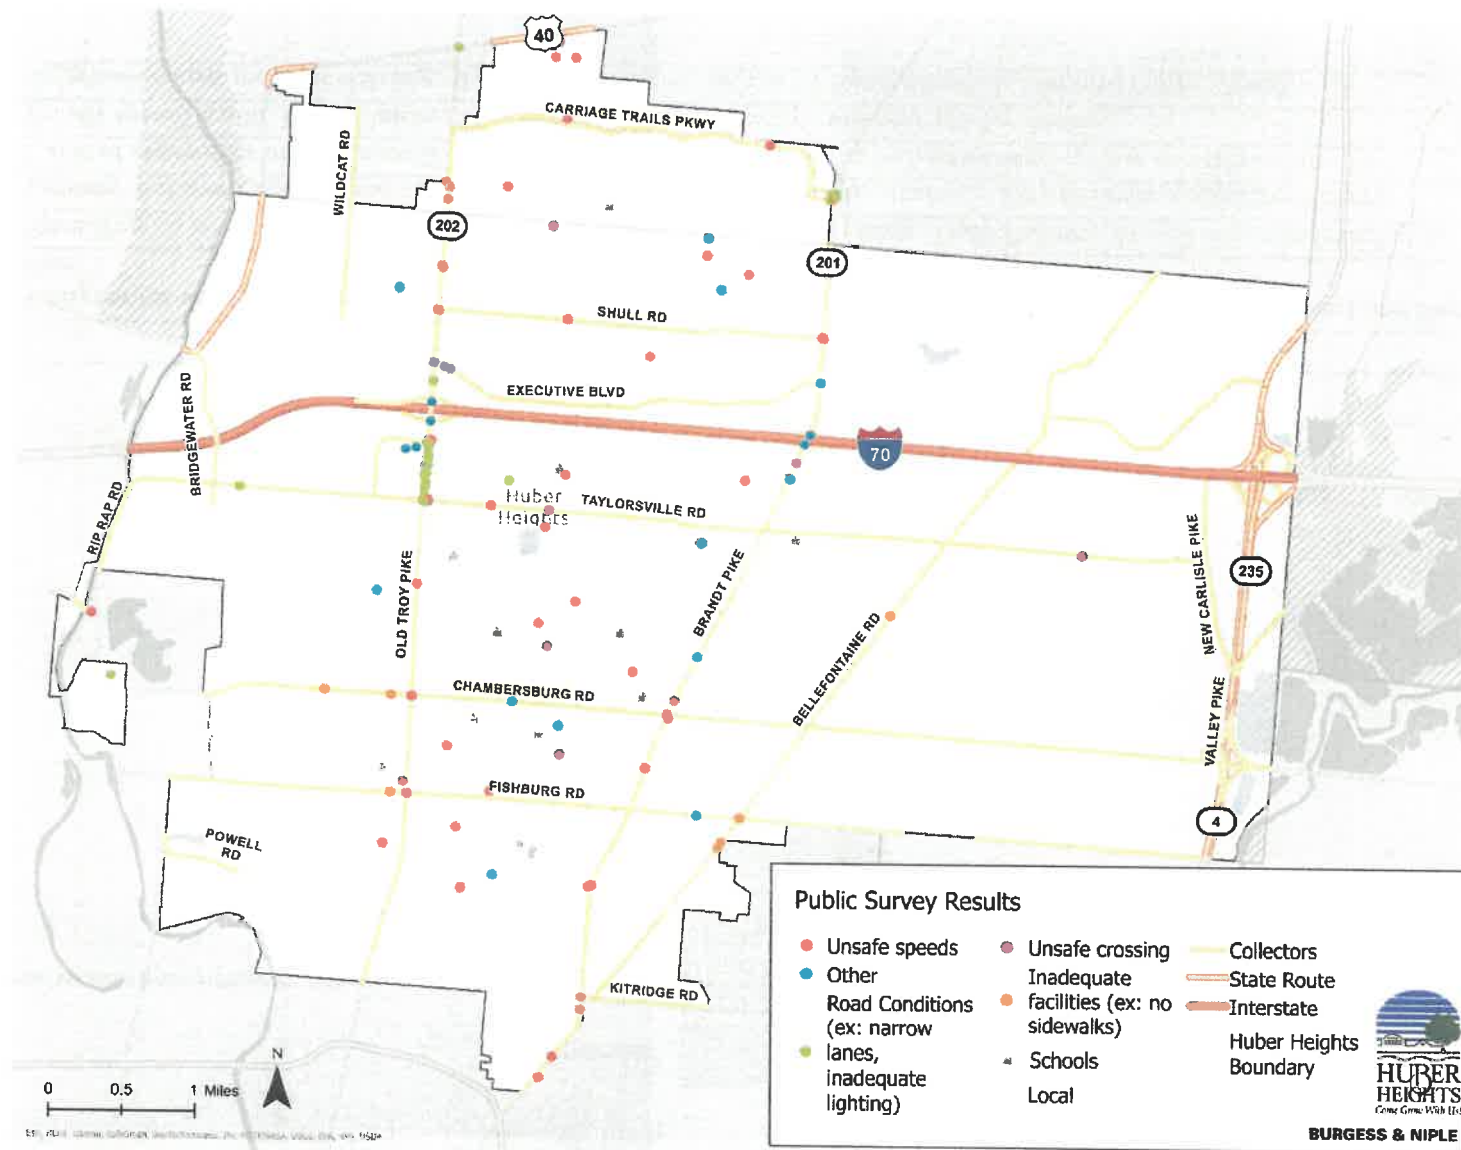 40
CARRIAGE TRAILS PKWY
WILDCAT RD
202
201
SHULL RD
EXECUTIVE BLVD
BRIDGEWATER RD
70
RIP RAP RD
Huber
Heights
TAYLORSVILLE RD
OLD TROY PIKE
BRANDT PIKE
NEW CARLISLE PIKE
235
BELLEFONTAINE RD
CHAMBERSBURG RD
VALLEY PIKE
FISHBURG RD
4
POWELL
RD
KITRIDGE RD
N
0 0.5 1 Miles
Public Survey Results
Unsafe speeds
Other
Road Conditions
(ex: narrow
lanes,
inadequate
lighting)
Unsafe crossing
Inadequate
facilities (ex: no
sidewalks)
Schools
Local
Collectors
State Route
Interstate
Huber Heights
Boundary
HUBER
HEIGHTS
Come Grow With Us!
BURGESS & NIPLE